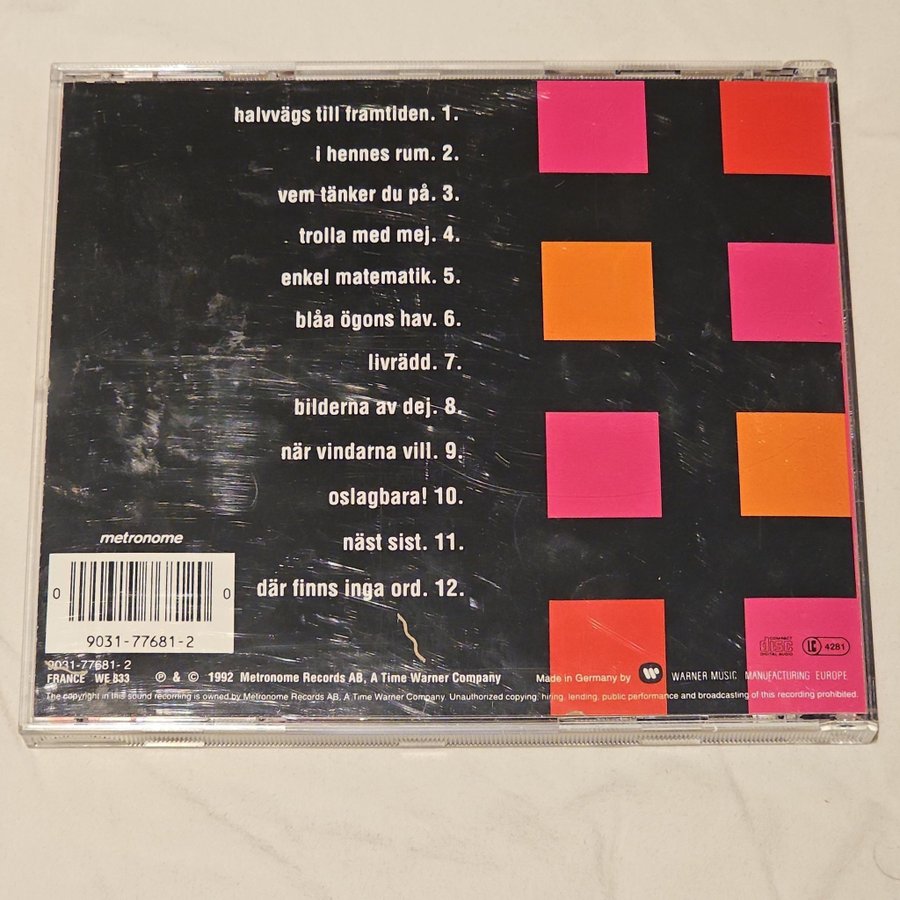 halvvägs till framtiden. 1.
i hennes rum. 2.
vem tänker du på. 3.
trolla med mej. 4.
enkel matematik. 5.
blåa ögons hav. 6.
livrädd. 7.
bilderna av dej. 8.
när vindarna vill. 9.
oslagbara! 10.
näst sist. 11.
där finns inga ord. 12.
metronome
0 0
9031-77681-2
9031-77681-2
FRANCE WE 833
℗ & © 1992 Metronome Records AB, A Time Warner Company
Made in Germany by WARNER MUSIC MANUFACTURING EUROPE
COMPACT disc DIGITAL AUDIO
LC 4281
The copyright in this sound recording is owned by Metronome Records AB, A Time Warner Company. Unauthorized copying, hiring, lending, public performance and broadcasting of this recording prohibited.